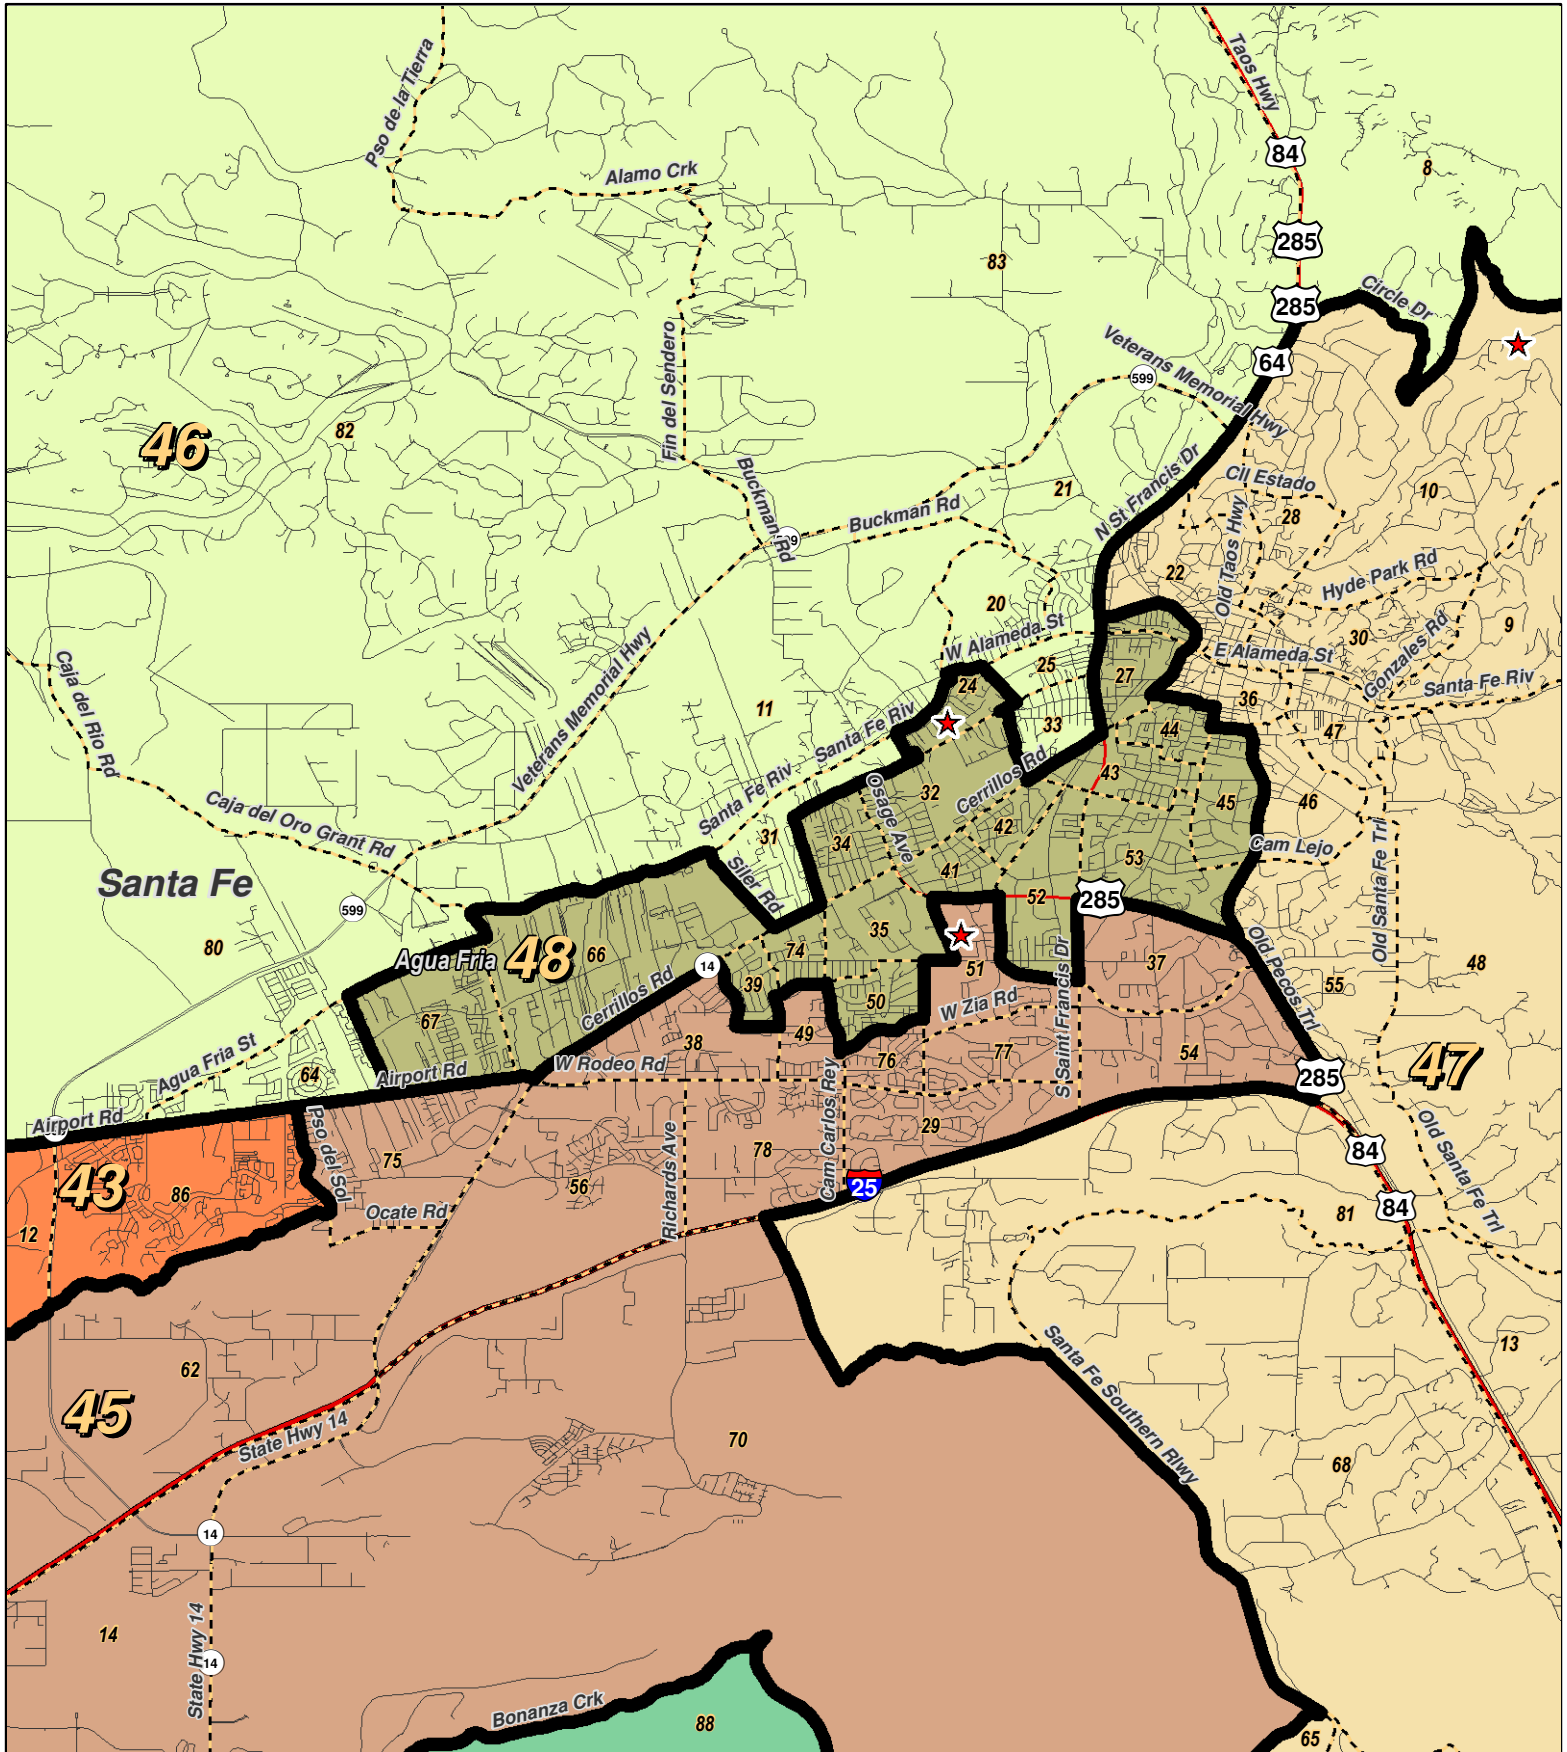 Taos Hwy
Pso de la Tierra
84
8
Alamo Crk
285
83
Circle Dr
285
Fin del Sendero
Veterans Memorial Hwy
64
599
46
82
Buckman Rd
21
N St Francis Dr
Cll Estado
10
28
Buckman Rd
Old Taos Hwy
22
Hyde Park Rd
20
W Alameda St
Gonzales Rd
30
9
E Alameda St
Caja del Rio Rd
Veterans Memorial Hwy
25
24
27
Santa Fe Riv
36
11
Santa Fe Riv
33
44
47
43
Osage Ave
32
Cerrillos Rd
45
46
Santa Fe Riv
Caja del Oro Grant Rd
31
34
42
Cam Lejo
53
41
Siler Rd
Santa Fe
52
285
599
Old Santa Fe Trl
80
Agua Fria
48
66
35
74
51
37
Old Pecos Trl
48
14
39
S Saint Francis Dr
55
Cerrillos Rd
50
W Zia Rd
67
49
38
76
77
54
47
Agua Fria St
64
Airport Rd
W Rodeo Rd
285
Airport Rd
Pso del Sol
Cam Carlos Rey
29
Old Santa Fe Trl
43
75
Richards Ave
78
84
86
56
25
84
81
12
Ocate Rd
Santa Fe Southern Rlwy
13
62
45
State Hwy 14
70
68
14
14
State Hwy 14
14
Bonanza Crk
88
65